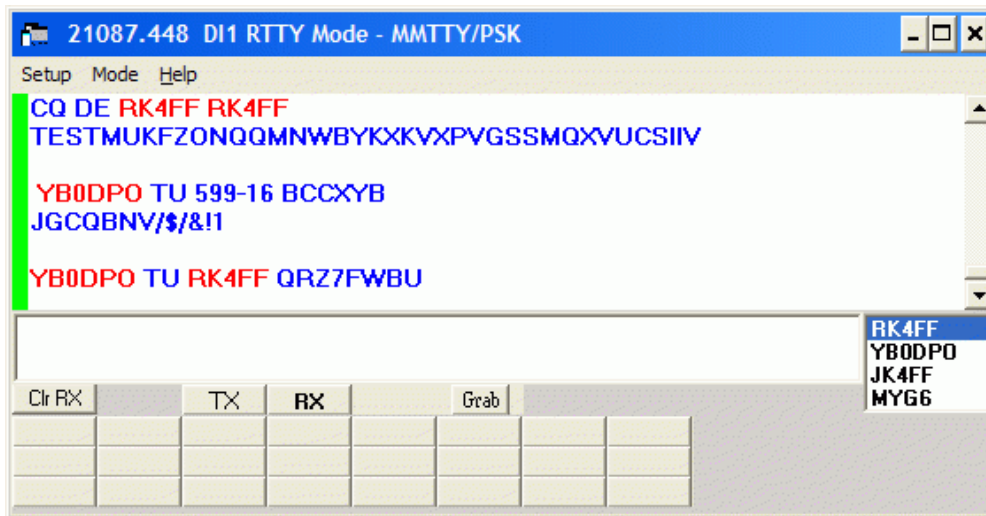 21087.448 DI1 RTTY Mode - MMTTY/PSK
Setup Mode Help
CQ DE RK4FF RK4FF
TESTMUKFZONQQMNWBYKXKVXPVGSSMQXVUCSIIV
YB0DPO TU 599-16 BCCXYB
JGCQBNV/$/&!1
YB0DPO TU RK4FF QRZ7FWBU
RK4FF
YB0DPO
JK4FF
MYG6
Clr RX TX RX Grab